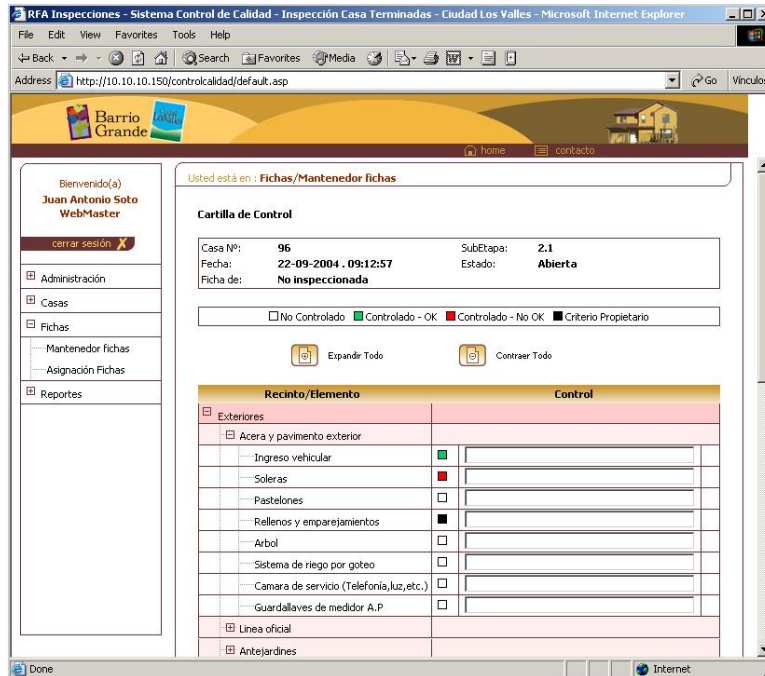 RFA Inspecciones - Sistema Control de Calidad - Inspección Casa Terminadas - Ciudad Los Valles - Microsoft Internet Explorer
File Edit View Favorites Tools Help
Back Search Favorites Media
Address http://10.10.10.150/controlcalidad/default.asp Go Vínculos
Barrio
Grande
home contacto
Bienvenido(a)
Juan Antonio Soto
WebMaster
cerrar sesión X
Administración
Casas
Fichas
Mantenedor fichas
Asignación Fichas
Reportes
Usted está en : Fichas/Mantenedor fichas
Cartilla de Control
Casa Nº: 96 SubEtapa: 2.1
Fecha: 22-09-2004 . 09:12:57 Estado: Abierta
Ficha de: No inspeccionada
No Controlado Controlado - OK Controlado - No OK Criterio Propietario
Expandir Todo Contraer Todo
Recinto/Elemento Control
Exteriores
Acera y pavimento exterior
Ingreso vehicular
Soleras
Pastelones
Rellenos y emparejamientos
Arbol
Sistema de riego por goteo
Camara de servicio (Telefonía,luz,etc.)
Guardallaves de medidor A.P
Linea oficial
Antejardines
Done Internet